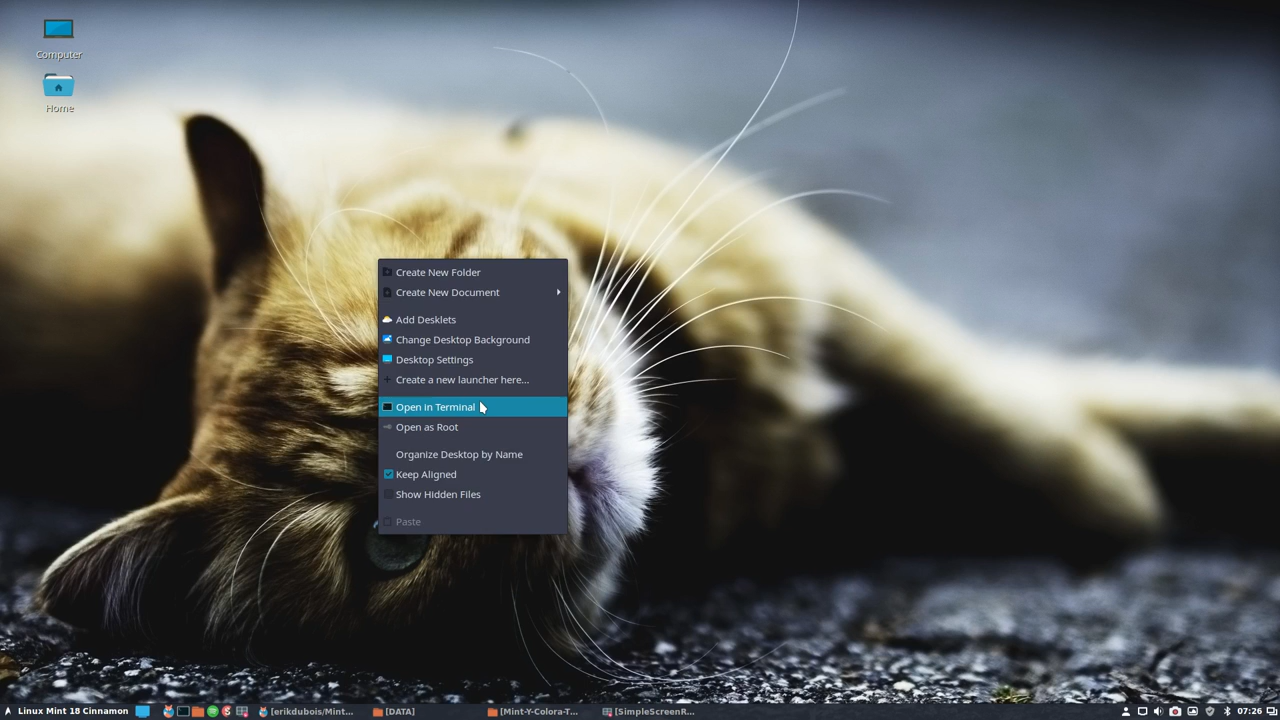 Computer
Home
Create New Folder
Create New Document
Add Desklets
Change Desktop Background
Desktop Settings
Create a new launcher here...
Open in Terminal
Open as Root
Organize Desktop by Name
Keep Aligned
Show Hidden Files
Paste
Linux Mint 18 Cinnamon
[erikdubois/Mint...
[DATA]
[Mint-Y-Colora-T...
[SimpleScreenR...
07:26